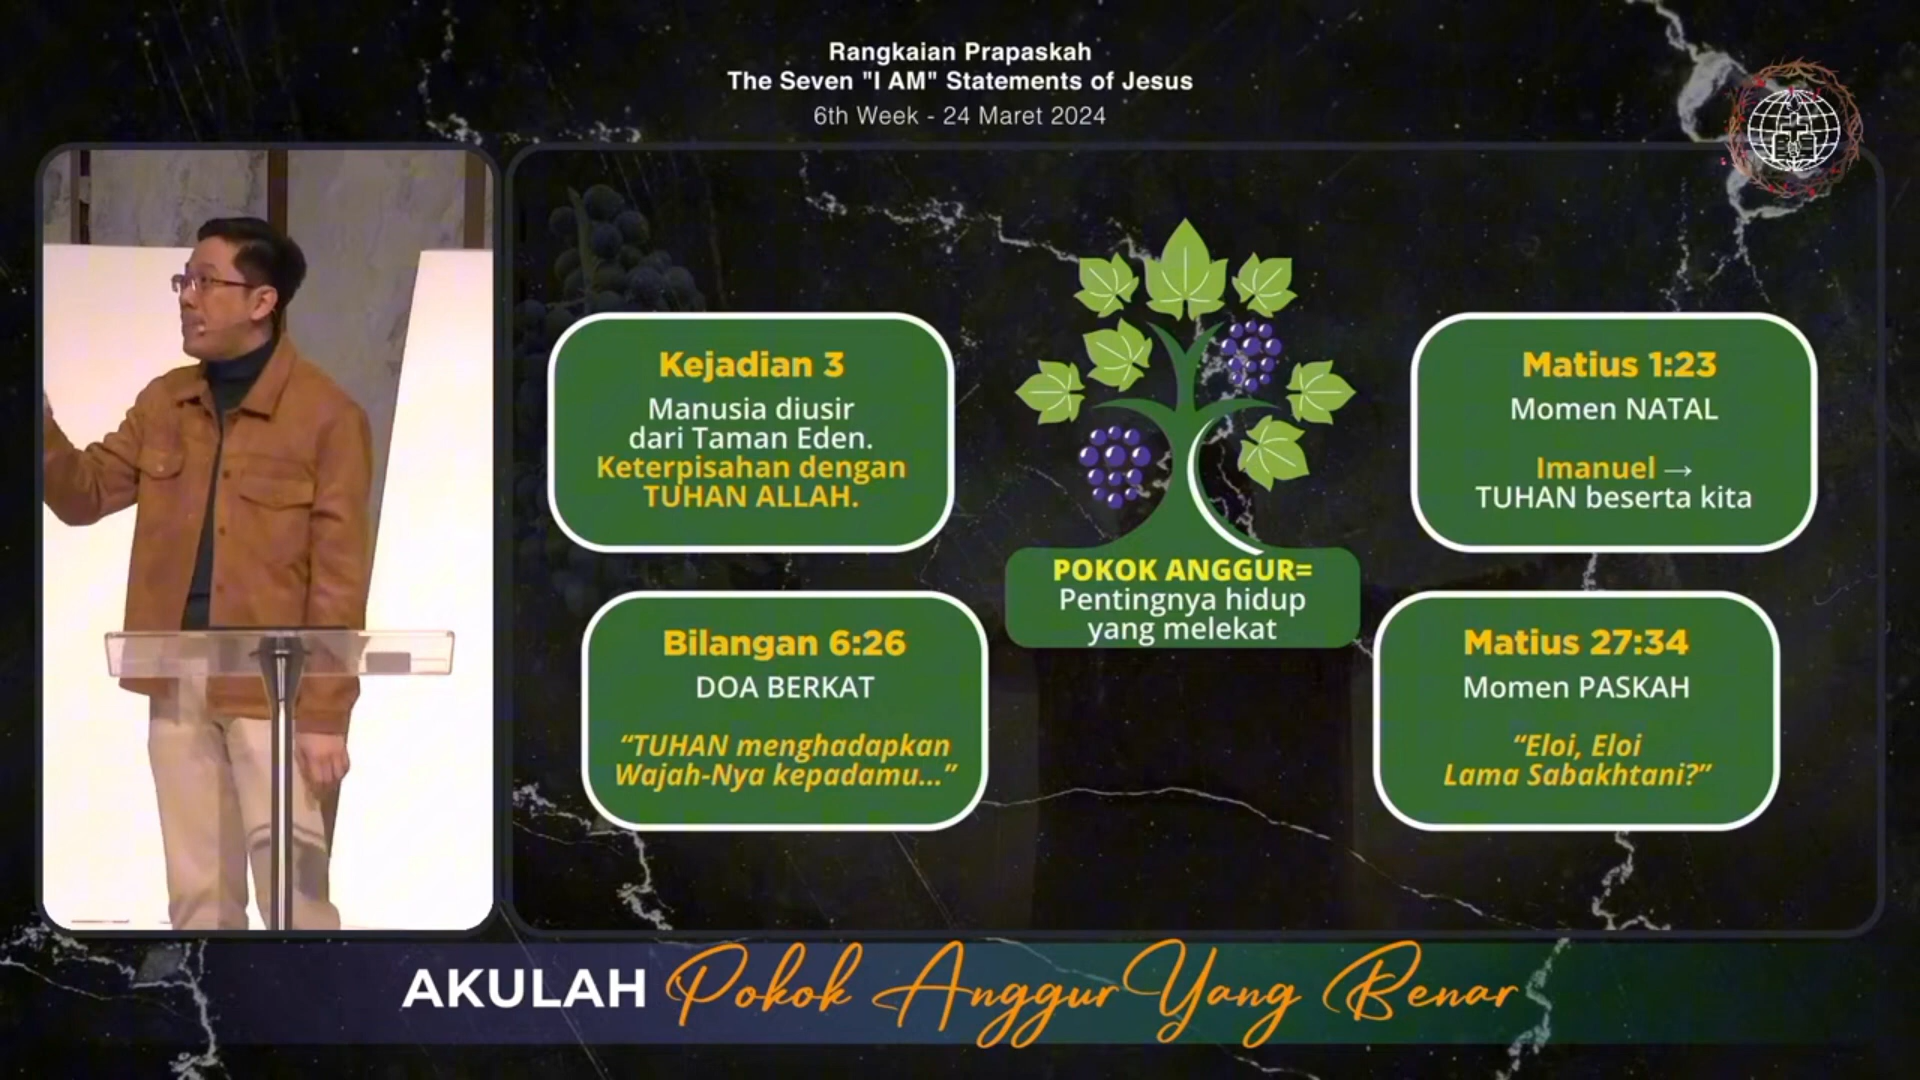 Rangkaian Prapaskah
The Seven "I AM" Statements of Jesus
6th Week - 24 Maret 2024
Kejadian 3
Manusia diusir
dari Taman Eden.
Keterpisahan dengan
TUHAN ALLAH.
Bilangan 6:26
DOA BERKAT
“TUHAN menghadapkan
Wajah-Nya kepadamu...”
POKOK ANGGUR=
Pentingnya hidup
yang melekat
Matius 1:23
Momen NATAL
Imanuel →
TUHAN beserta kita
Matius 27:34
Momen PASKAH
“Eloi, Eloi
Lama Sabakhtani?”
AKULAH Pokok Anggur Yang Benar